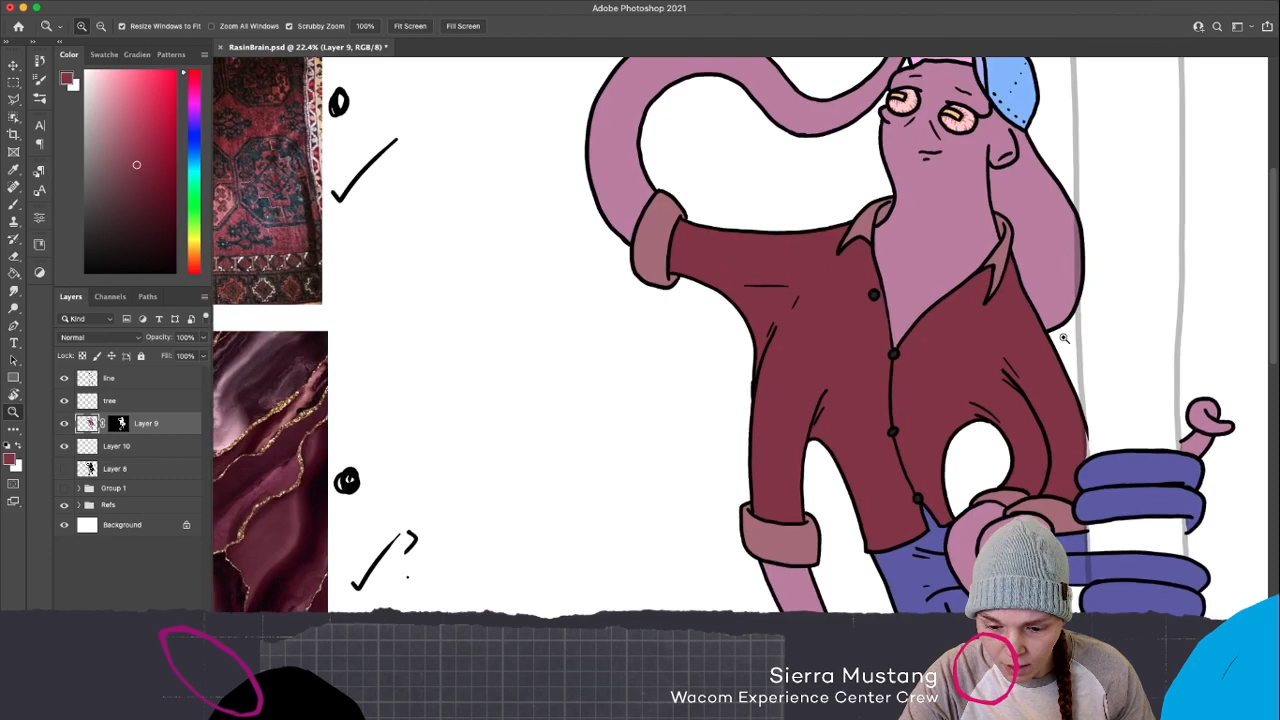 Adobe Photoshop 2021
Resize Windows to Fit Zoom All Windows Scrubby Zoom 100% Fit Screen Fill Screen
RasinBrain.psd @ 22.4% (Layer 9, RGB/8) *
Color Swatche Gradien Patterns
Layers Channels Paths
Kind
Normal Opacity: 100%
Lock: Fill: 100%
line
tree
Layer 9
Layer 10
Layer 8
Group 1
Refs
Background
?
Sierra Mustang
Wacom Experience Center Crew